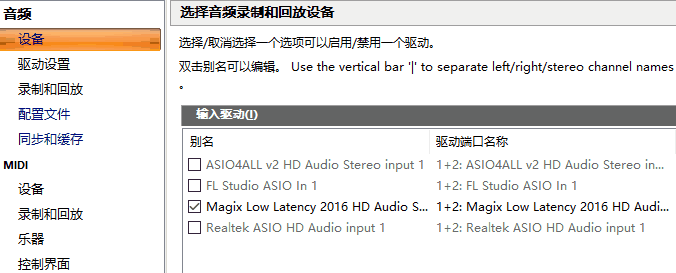 音频
设备
驱动设置
录制和回放
配置文件
同步和缓存
MIDI
设备
录制和回放
乐器
控制界面
选择音频录制和回放设备
选择/取消选择一个选项可以启用/禁用一个驱动。
双击别名可以编辑。 Use the vertical bar '|' to separate left/right/stereo channel names
。
输入驱动(I)
别名 驱动端口名称
ASIO4ALL v2 HD Audio Stereo input 1 1+2: ASIO4ALL v2 HD Audio Stereo in...
FL Studio ASIO In 1 1+2: FL Studio ASIO In 1
Magix Low Latency 2016 HD Audio S... 1+2: Magix Low Latency 2016 HD Audi...
Realtek ASIO HD Audio input 1 1+2: Realtek ASIO HD Audio input 1